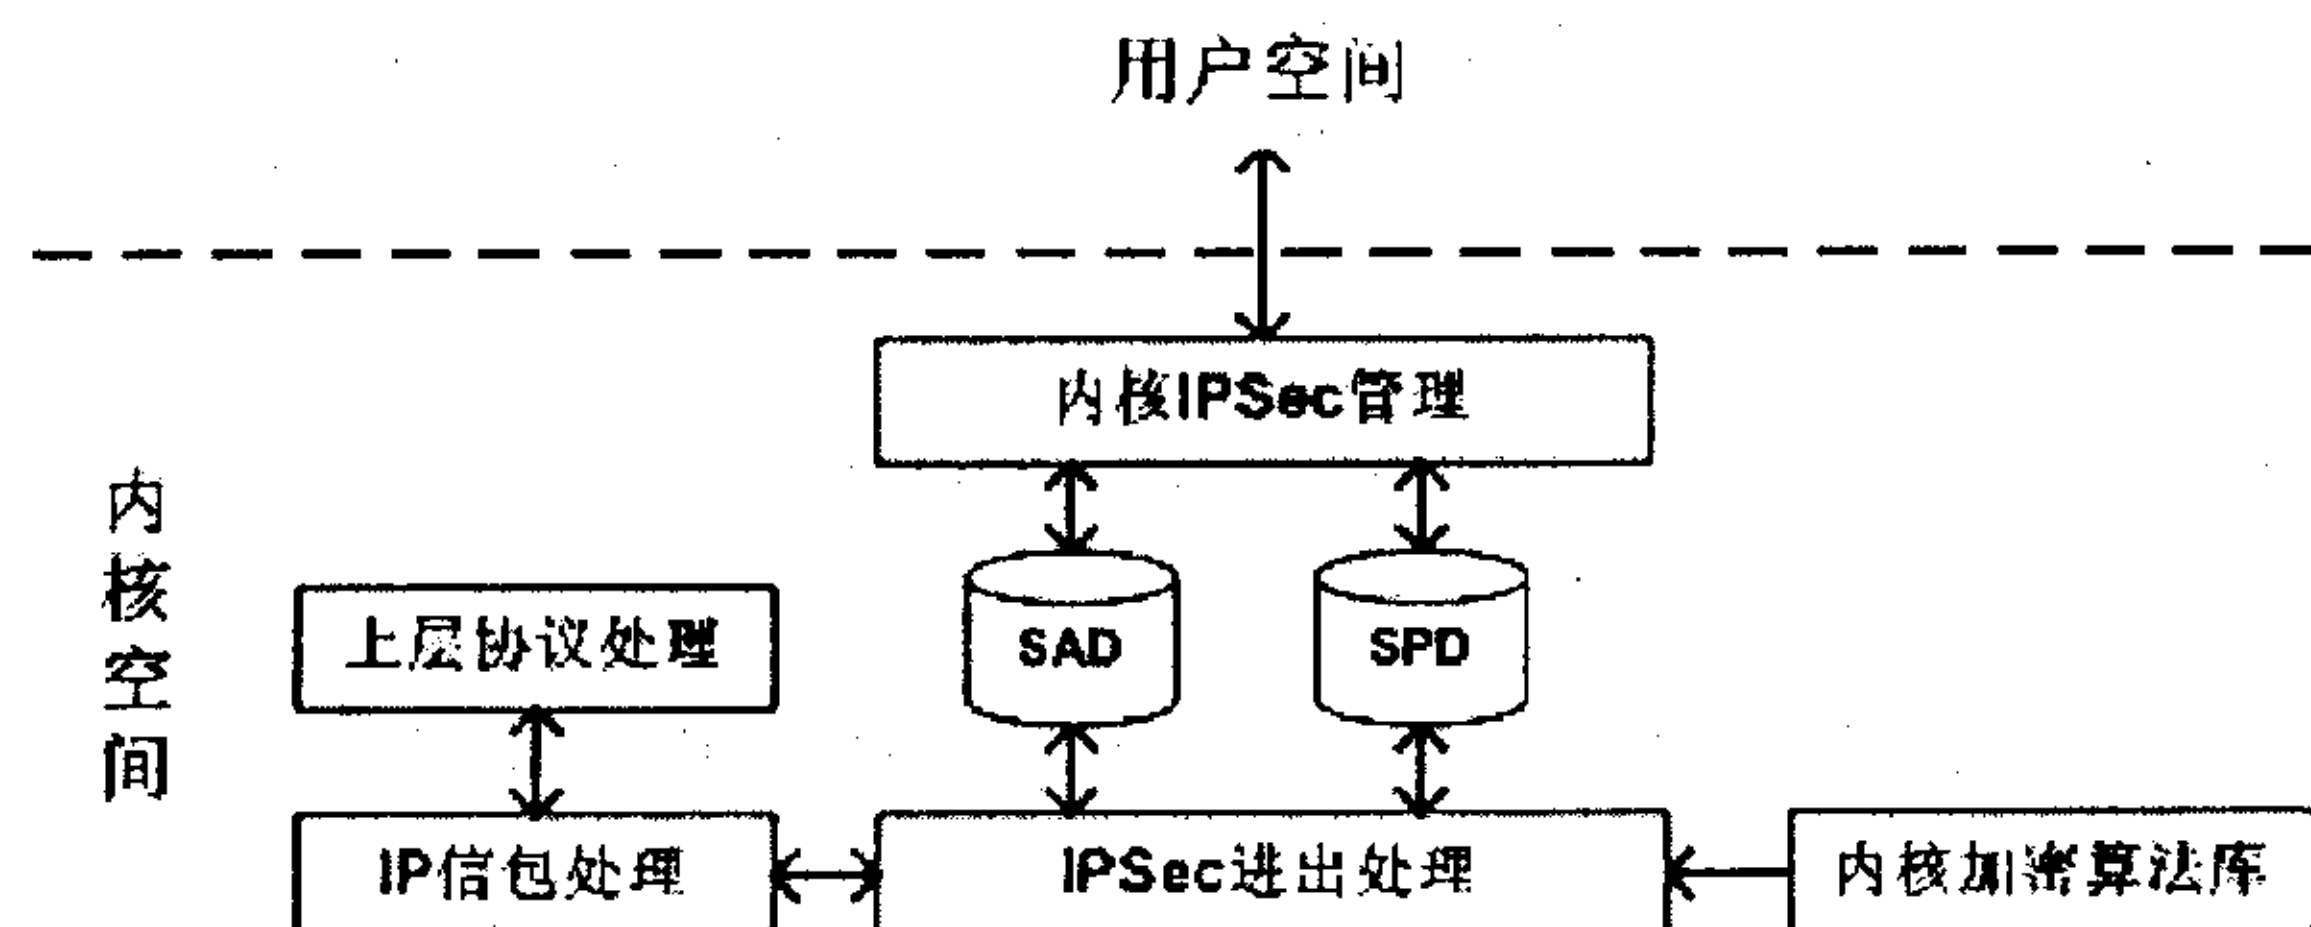 用户空间
内核IPSec管理
内核空间
上层协议处理
SAD
SPD
IP信包处理
IPSec进出处理
内核加密算法库